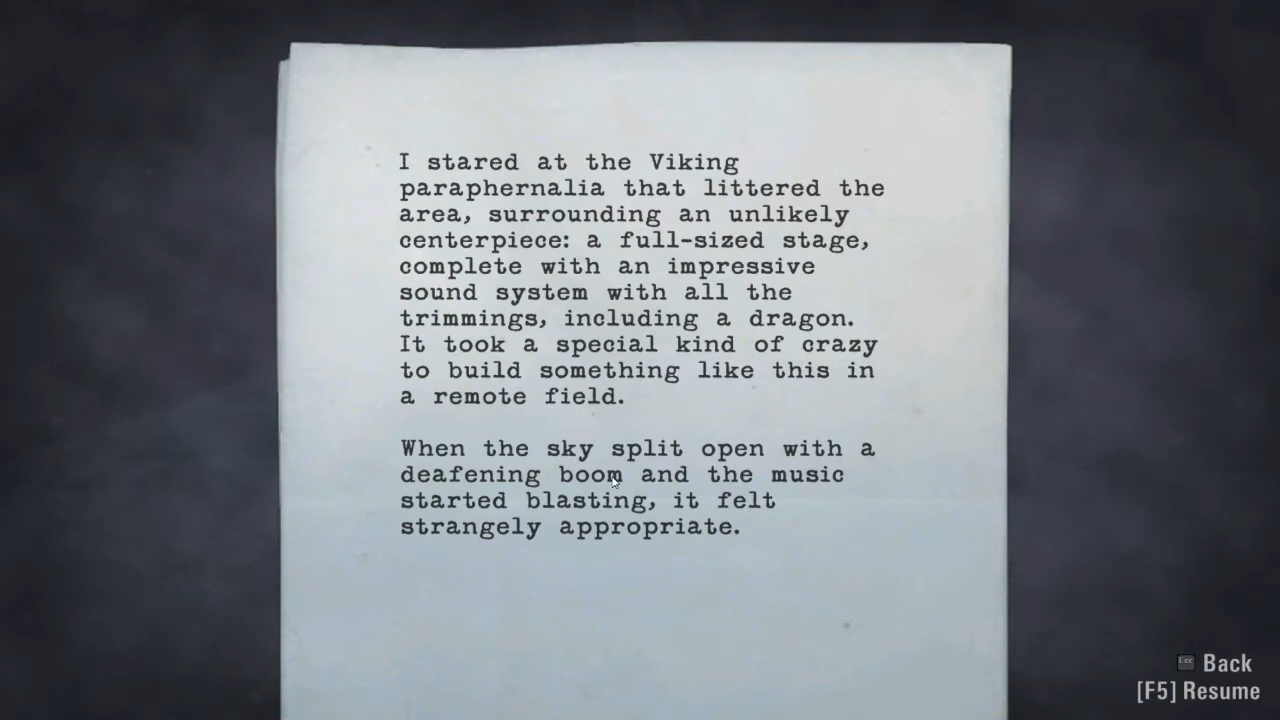 I stared at the Viking
paraphernalia that littered the
area, surrounding an unlikely
centerpiece: a full-sized stage,
complete with an impressive
sound system with all the
trimmings, including a dragon.
It took a special kind of crazy
to build something like this in
a remote field.
When the sky split open with a
deafening boom and the music
started blasting, it felt
strangely appropriate.
Esc Back
[F5] Resume